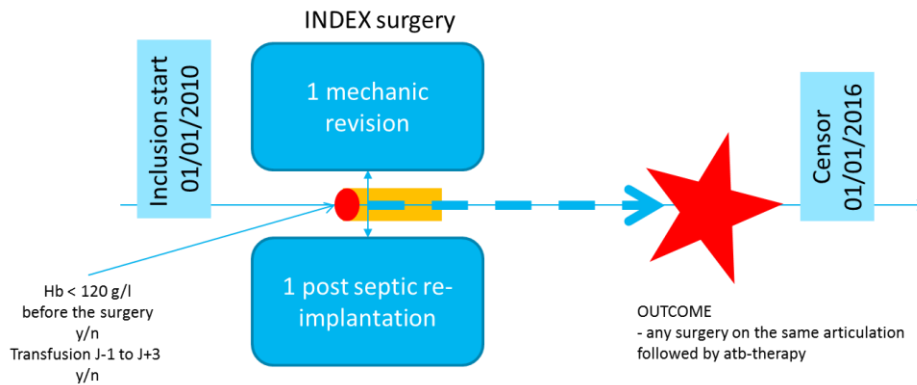 INDEX surgery
Inclusion start
01/01/2010
1 mechanic
revision
Censor
01/01/2016
1 post septic re-
implantation
Hb < 120 g/l
before the surgery
y/n
Transfusion J-1 to J+3
y/n
OUTCOME
- any surgery on the same articulation
followed by atb-therapy